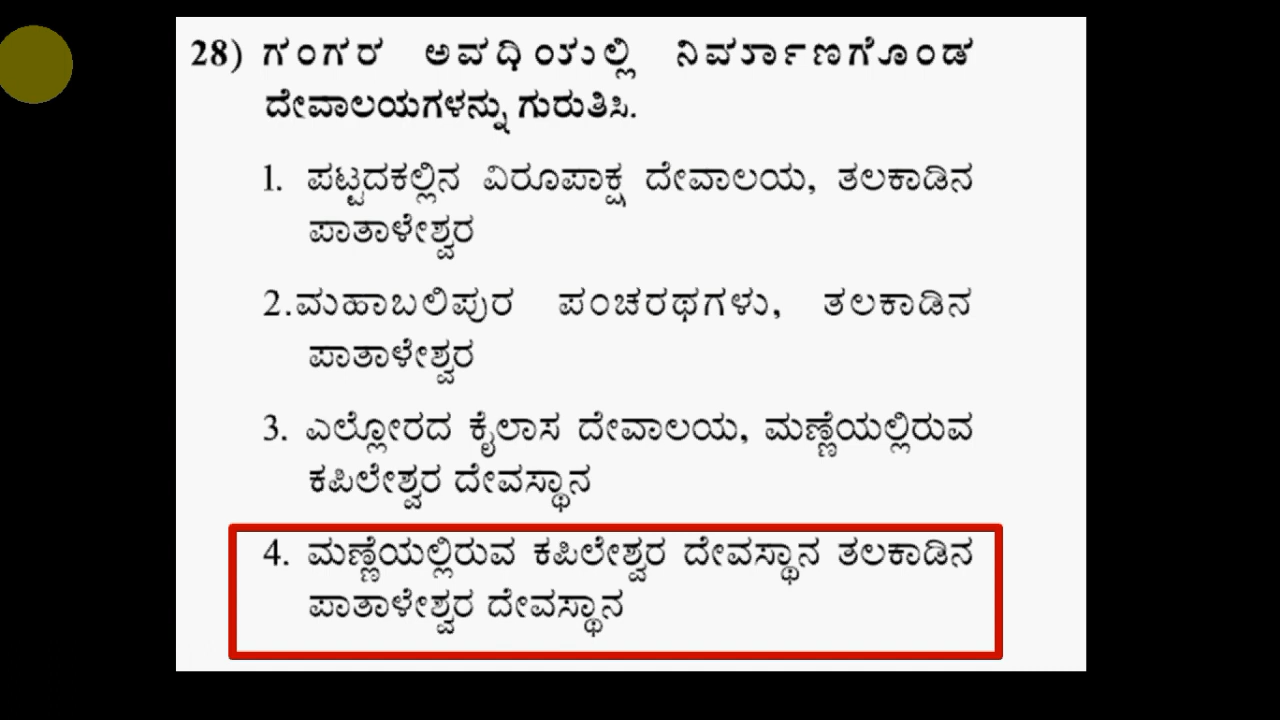 28) ಗಂಗರ ಅವಧಿಯಲ್ಲಿ ನಿರ್ಮಾಣಗೊಂಡ
ದೇವಾಲಯಗಳನ್ನು ಗುರುತಿಸಿ.
1. ಪಟ್ಟದಕಲ್ಲಿನ ವಿರೂಪಾಕ್ಷ ದೇವಾಲಯ, ತಲಕಾಡಿನ
ಪಾತಾಳೇಶ್ವರ
2.ಮಹಾಬಲಿಪುರ ಪಂಚರಥಗಳು, ತಲಕಾಡಿನ
ಪಾತಾಳೇಶ್ವರ
3. ಎಲ್ಲೋರದ ಕೈಲಾಸ ದೇವಾಲಯ, ಮಣ್ಣೆಯಲ್ಲಿರುವ
ಕಪಿಲೇಶ್ವರ ದೇವಸ್ಥಾನ
4. ಮಣ್ಣೆಯಲ್ಲಿರುವ ಕಪಿಲೇಶ್ವರ ದೇವಸ್ಥಾನ ತಲಕಾಡಿನ
ಪಾತಾಳೇಶ್ವರ ದೇವಸ್ಥಾನ